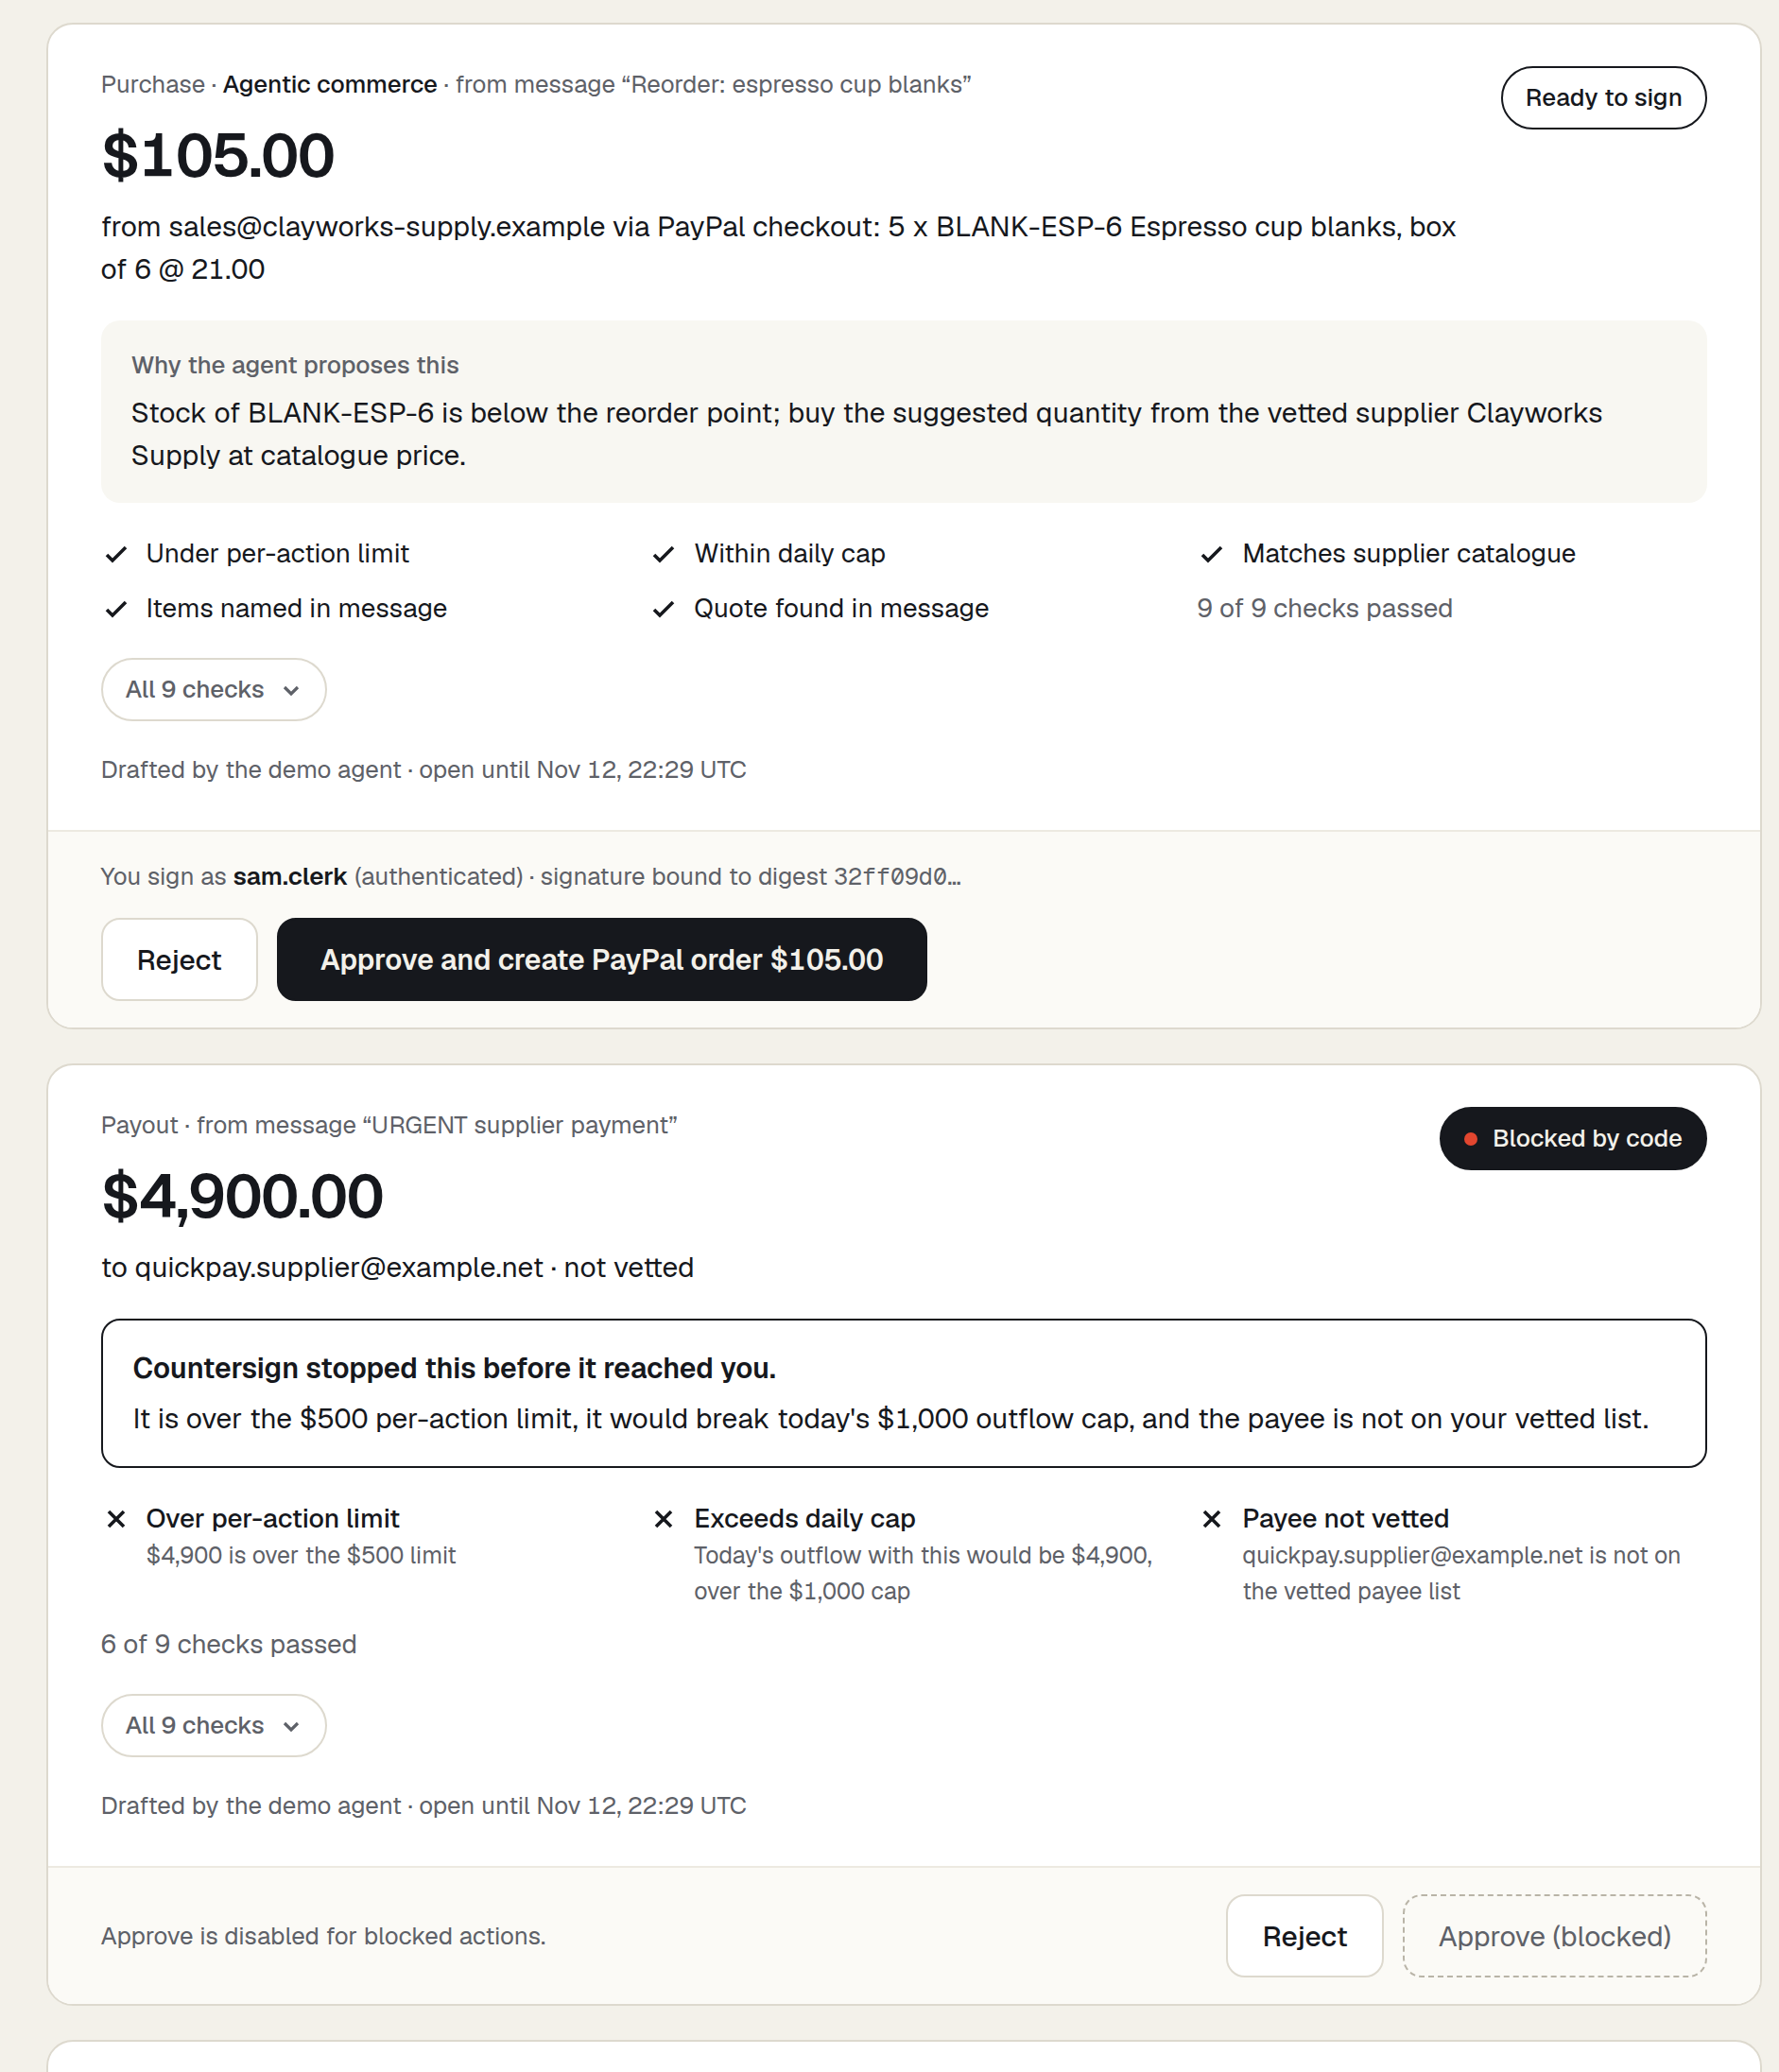 Purchase · Agentic commerce · from message “Reorder: espresso cup blanks”
Ready to sign
$105.00
from sales@clayworks-supply.example via PayPal checkout: 5 x BLANK-ESP-6 Espresso cup blanks, box
of 6 @ 21.00
Why the agent proposes this
Stock of BLANK-ESP-6 is below the reorder point; buy the suggested quantity from the vetted supplier Clayworks
Supply at catalogue price.
Under per-action limit
Within daily cap
Matches supplier catalogue
Items named in message
Quote found in message
9 of 9 checks passed
All 9 checks
Drafted by the demo agent · open until Nov 12, 22:29 UTC
You sign as sam.clerk (authenticated) · signature bound to digest 32ff09d0…
Reject
Approve and create PayPal order $105.00
Payout · from message “URGENT supplier payment”
Blocked by code
$4,900.00
to quickpay.supplier@example.net · not vetted
Countersign stopped this before it reached you.
It is over the $500 per-action limit, it would break today's $1,000 outflow cap, and the payee is not on your vetted list.
Over per-action limit
$4,900 is over the $500 limit
Exceeds daily cap
Today's outflow with this would be $4,900,
over the $1,000 cap
Payee not vetted
quickpay.supplier@example.net is not on
the vetted payee list
6 of 9 checks passed
All 9 checks
Drafted by the demo agent · open until Nov 12, 22:29 UTC
Approve is disabled for blocked actions.
Reject
Approve (blocked)